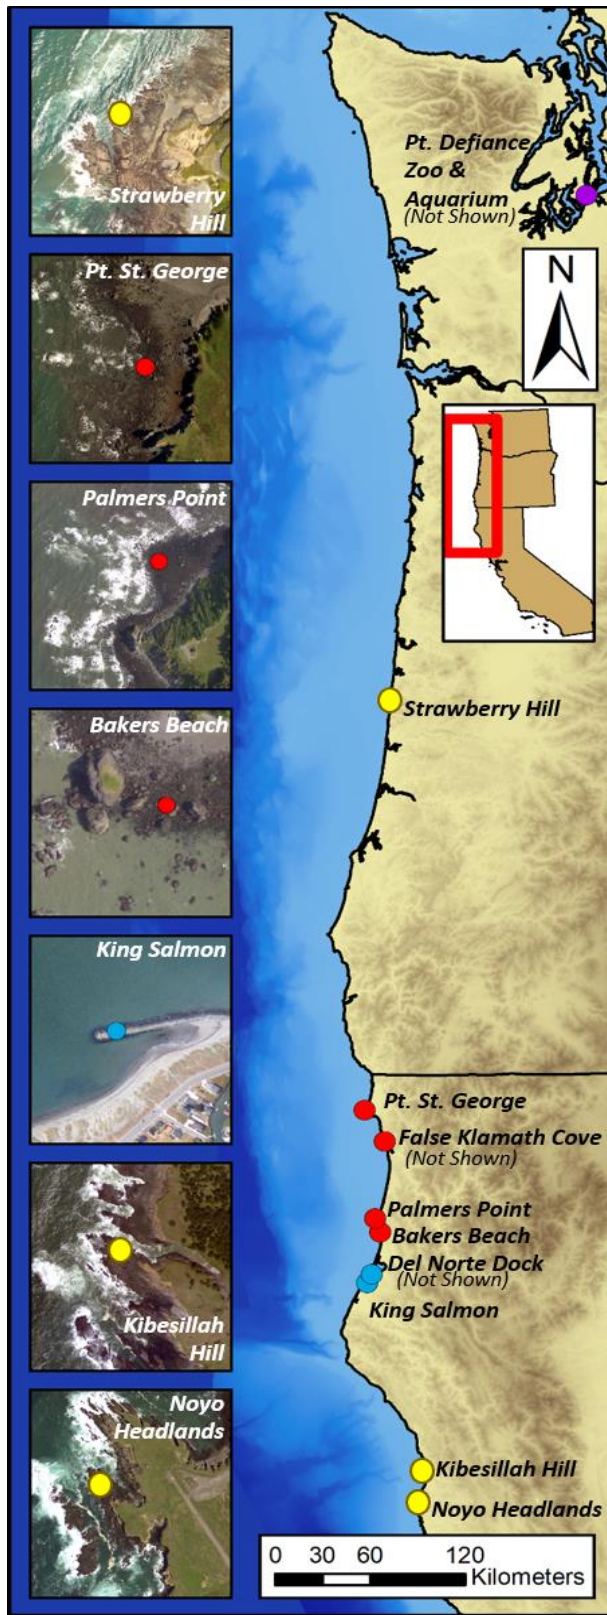 Strawberry
Hill
Pt. St. George
Palmers Point
Bakers Beach
King Salmon
Kibesillah
Hill
Noyo
Headlands
Pt. Defiance
Zoo &
Aquarium
(Not Shown)
N
Strawberry Hill
Pt. St. George
False Klamath Cove
(Not Shown)
Palmers Point
Bakers Beach
Del Norte Dock
(Not Shown)
King Salmon
Kibesillah Hill
Noyo Headlands
0 30 60 120
Kilometers